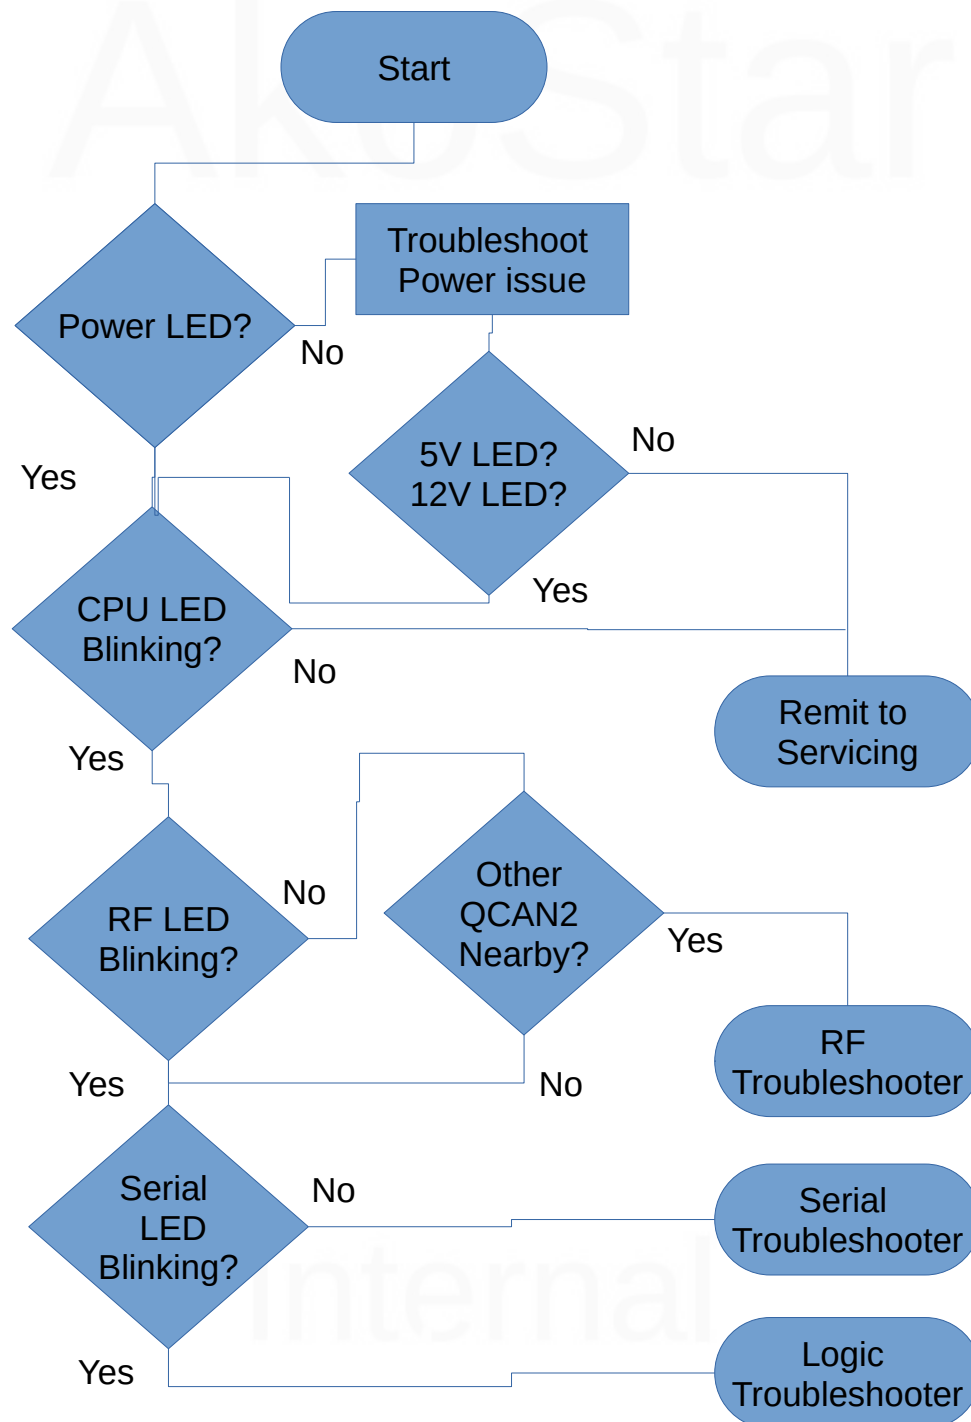 AkoStar
Start
Troubleshoot
Power issue
Power LED?
No
5V LED?
12V LED?
No
Yes
Yes
CPU LED
Blinking?
No
Remit to
Servicing
Yes
Other
QCAN2
Nearby?
No
RF LED
Blinking?
Yes
RF
Troubleshooter
Yes
No
Serial
LED
Blinking?
No
Serial
Troubleshooter
Internal
Yes
Logic
Troubleshooter